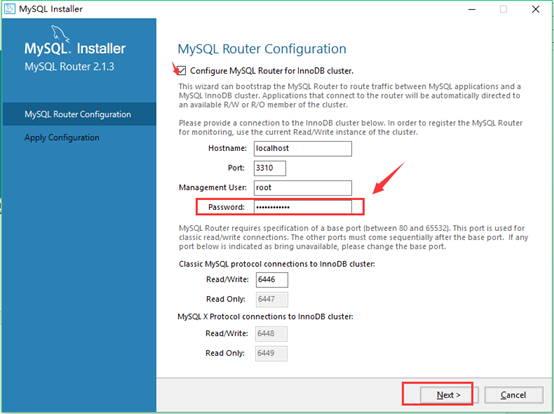 MySQL Installer
MySQL. Installer
MySQL Router 2.1.3
MySQL Router Configuration
Apply Configuration
MySQL Router Configuration
Configure MySQL Router for InnoDB cluster.
This wizard can bootstrap the MySQL Router to route traffic between MySQL applications and a
MySQL InnoDB cluster. Applications that connect to the router will be automatically directed to
an available R/W or R/O member of the cluster.
Please provide a connection to the InnoDB cluster below. In order to register the MySQL Router
for monitoring, use the current Read/Write instance of the cluster.
Hostname: localhost
Port: 3310
Management User: root
Password: ************
MySQL Router requires specification of a base port (between 80 and 65532). This port is used for
classic read/write connections. The other ports must come sequentially after the base port. If any
port below is indicated as bring unavailable, please change the base port.
Classic MySQL protocol connections to InnoDB cluster:
Read/Write: 6446
Read Only: 6447
MySQL X Protocol connections to InnoDB cluster:
Read/Write: 6448
Read Only: 6449
Next >
Cancel